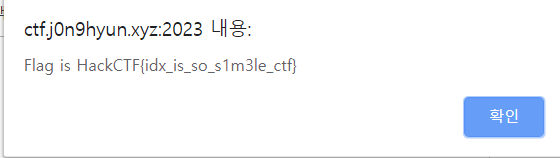 ctf.j0n9hyun.xyz:2023 내용:
Flag is HackCTF{idx_is_so_s1m3le_ctf}
확인